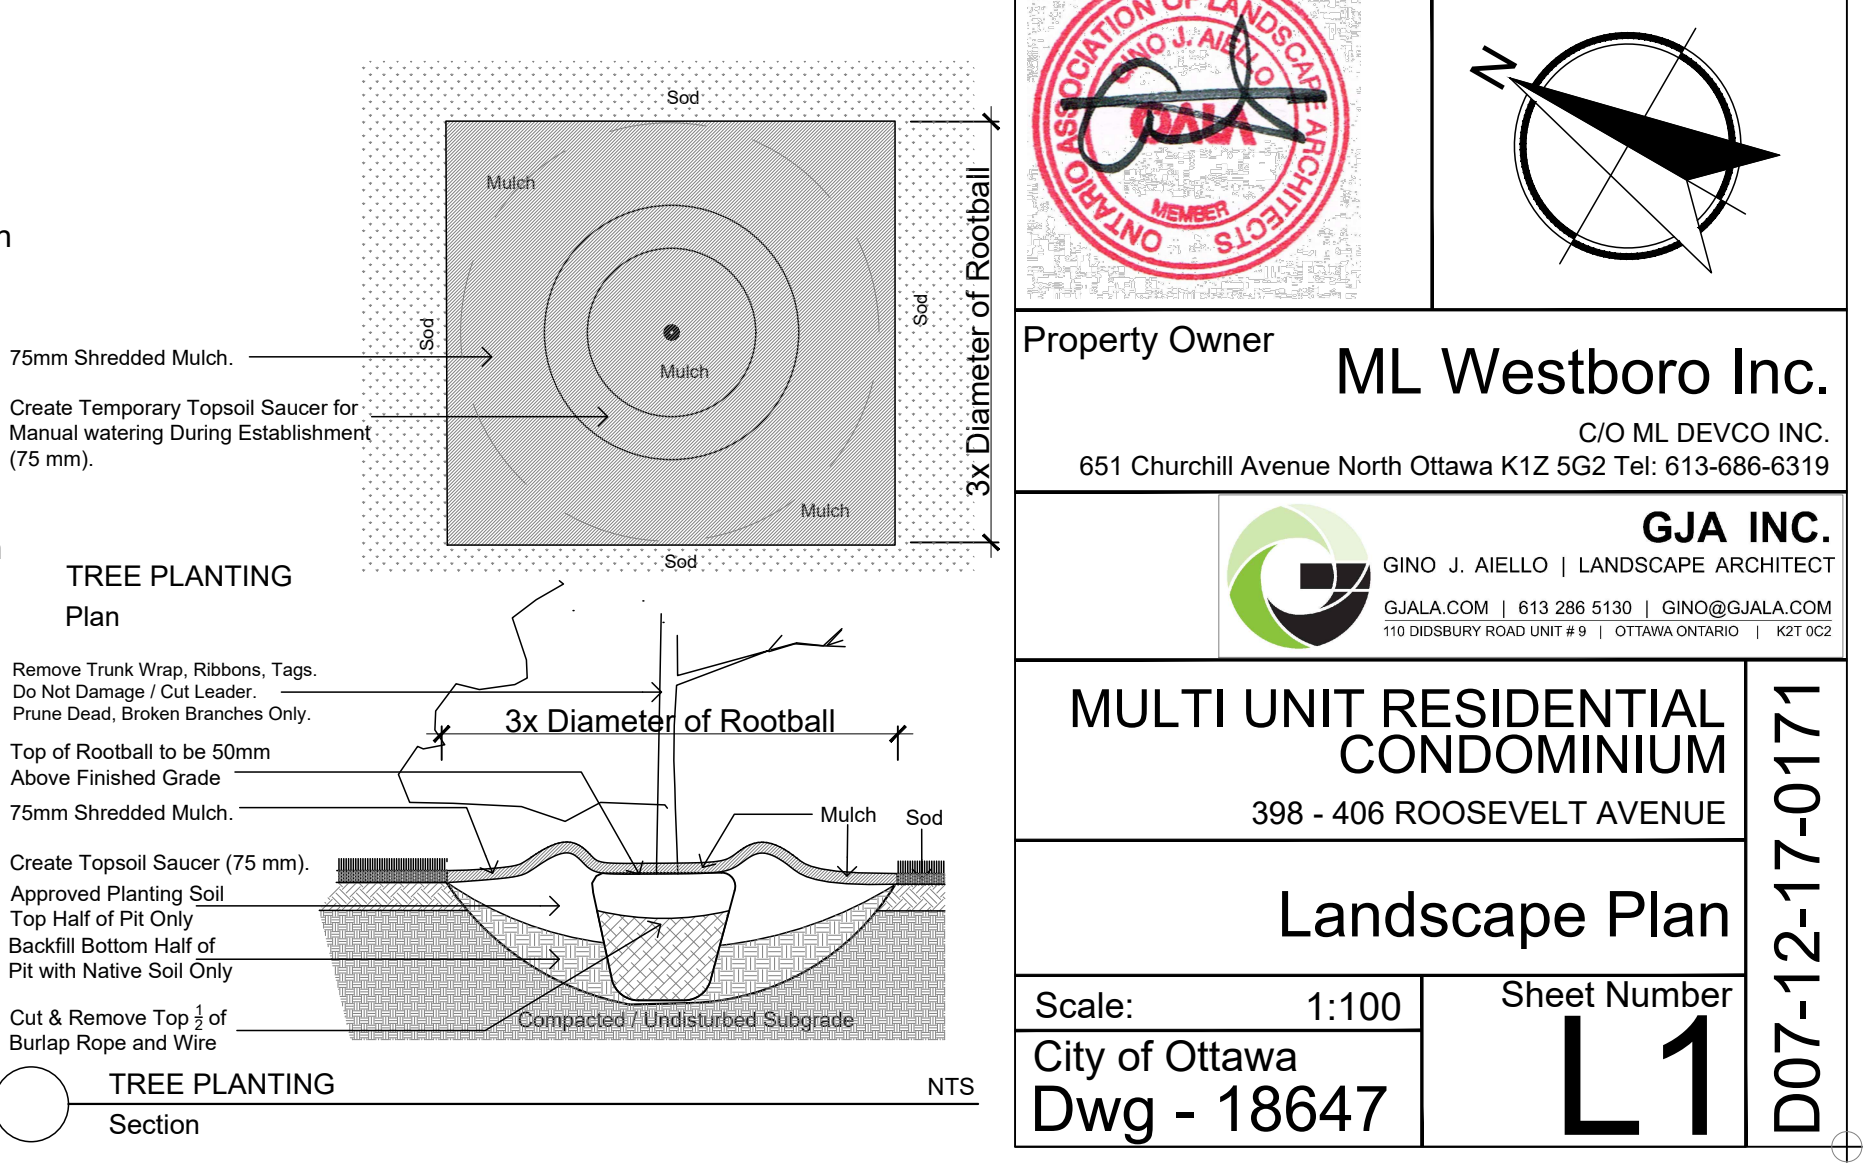 Sod
Mulch
Sod
Mulch
Sod
3x Diameter of Rootball
Mulch
Sod
75mm Shredded Mulch.
Create Temporary Topsoil Saucer for
Manual watering During Establishment
(75 mm).
TREE PLANTING
Plan
Remove Trunk Wrap, Ribbons, Tags.
Do Not Damage / Cut Leader.
Prune Dead, Broken Branches Only.
3x Diameter of Rootball
Top of Rootball to be 50mm
Above Finished Grade
75mm Shredded Mulch.
Mulch
Sod
Create Topsoil Saucer (75 mm).
Approved Planting Soil
Top Half of Pit Only
Backfill Bottom Half of
Pit with Native Soil Only
Cut & Remove Top 1/2 of
Burlap Rope and Wire
Compacted / Undisturbed Subgrade
TREE PLANTING
NTS
Section
ONTARIO ASSOCIATION OF LANDSCAPE ARCHITECTS
GINO J. AIELLO
MEMBER
N
Property Owner
ML Westboro Inc.
C/O ML DEVCO INC.
651 Churchill Avenue North Ottawa K1Z 5G2 Tel: 613-686-6319
GJA INC.
GINO J. AIELLO | LANDSCAPE ARCHITECT
GJALA.COM | 613 286 5130 | GINO@GJALA.COM
110 DIDSBURY ROAD UNIT # 9 | OTTAWA ONTARIO | K2T 0C2
MULTI UNIT RESIDENTIAL
CONDOMINIUM
398 - 406 ROOSEVELT AVENUE
Landscape Plan
Scale: 1:100
City of Ottawa
Dwg - 18647
Sheet Number
L1
D07-12-17-0171